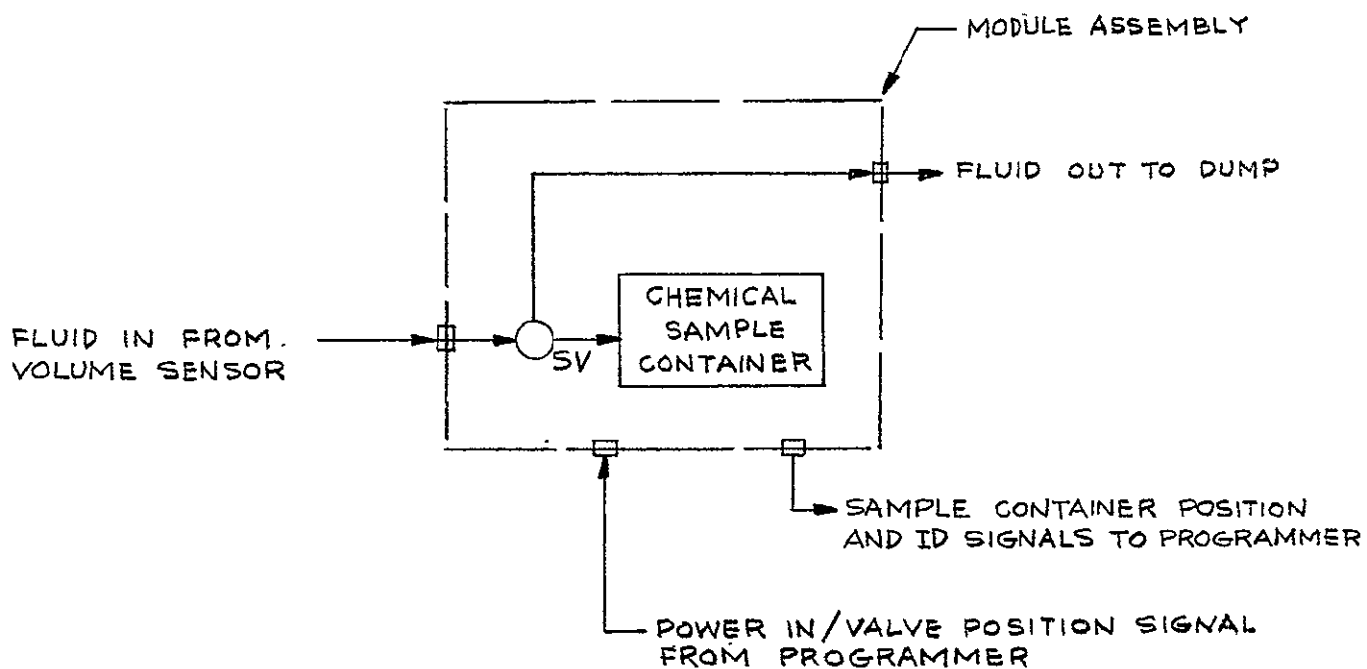 MODULE ASSEMBLY
FLUID OUT TO DUMP
CHEMICAL
SAMPLE
CONTAINER
FLUID IN FROM.
VOLUME SENSOR
SV
SAMPLE CONTAINER POSITION
AND ID SIGNALS TO PROGRAMMER
POWER IN/VALVE POSITION SIGNAL
FROM PROGRAMMER